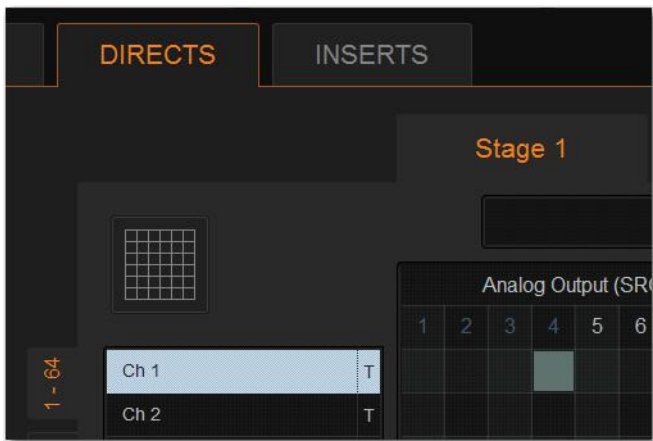 DIRECTS INSERTS
Stage 1
Analog Output (SR
1 2 3 4 5 6
1 - 64
Ch 1 T
Ch 2 T